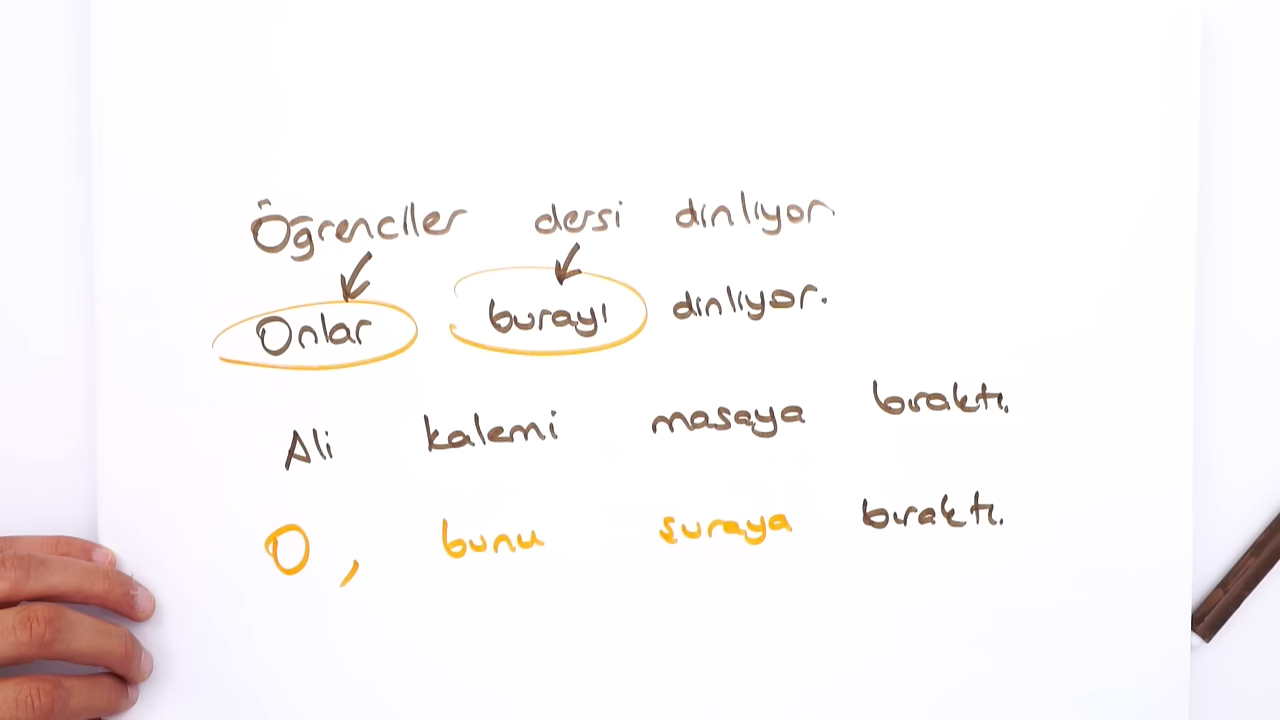 Öğrenciler dersi dinliyor
Onlar burayı dinliyor.
Ali kalemi masaya bıraktı.
O, bunu şuraya bıraktı.